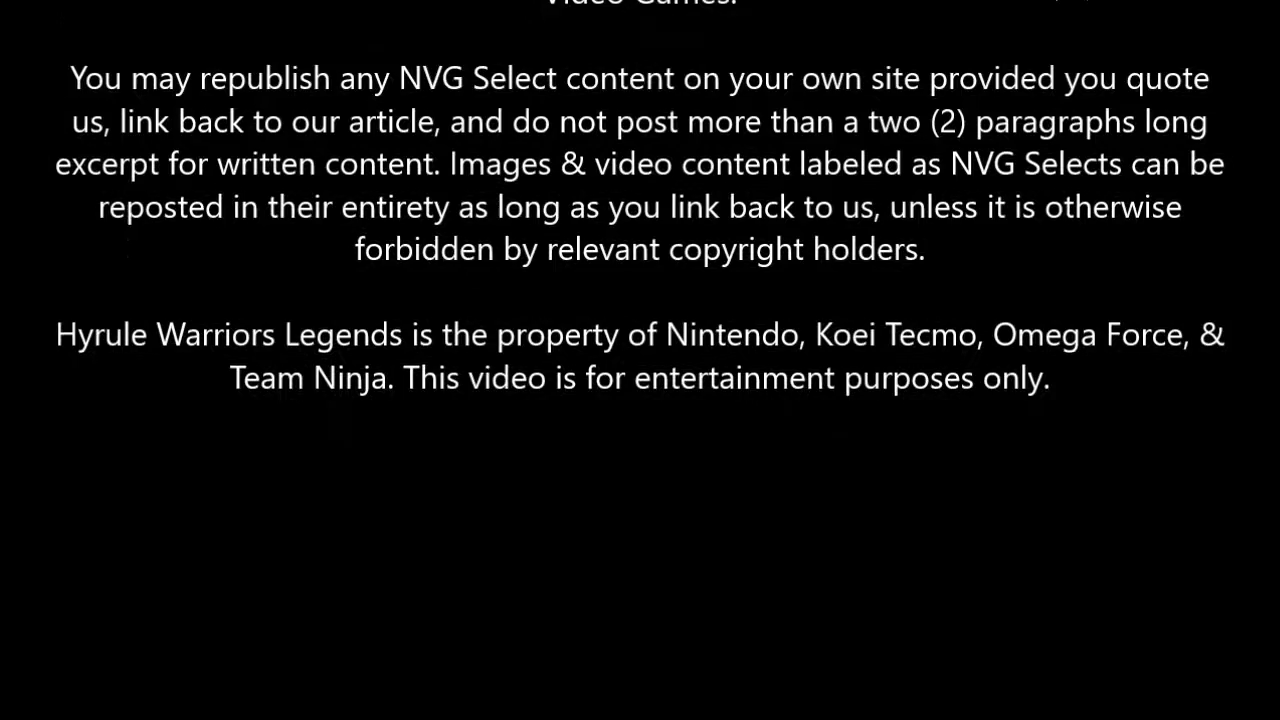 Video Games.
You may republish any NVG Select content on your own site provided you quote
us, link back to our article, and do not post more than a two (2) paragraphs long
excerpt for written content. Images & video content labeled as NVG Selects can be
reposted in their entirety as long as you link back to us, unless it is otherwise
forbidden by relevant copyright holders.
Hyrule Warriors Legends is the property of Nintendo, Koei Tecmo, Omega Force, &
Team Ninja. This video is for entertainment purposes only.